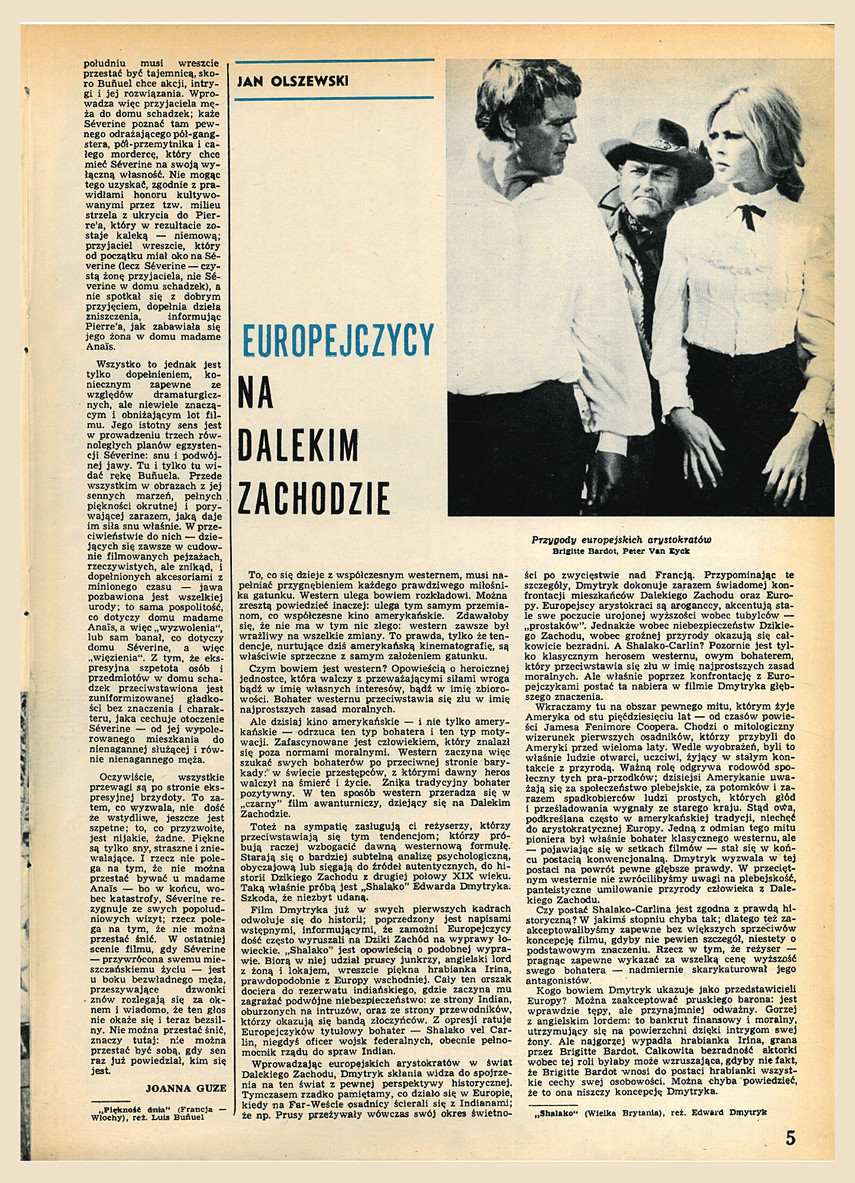 południu musi wreszcie
przestać być tajemnicą, sko-
ro Buñuel chce akcji, intry-
gi i jej rozwiązania. Wpro-
wadza więc przyjaciela mę-
ża do domu schadzek; każe
Séverine poznać tam pew-
nego odrażającego pół-gang-
stera, pół-przemytnika i ca-
łego mordercę, który chce
mieć Séverine na swoją wy-
łączną własność. Nie mogąc
tego uzyskać, zgodnie z pra-
widłami honoru kultywo-
wanymi przez tzw. milieu
strzela z ukrycia do Pier-
re'a, który w rezultacie zo-
staje kaleką — niemową;
przyjaciel wreszcie, który
od początku miał oko na Sé-
verine (lecz Séverine — czy-
stą żonę przyjaciela, nie Sé-
verine w domu schadzek), a
nie spotkał się z dobrym
przyjęciem, dopełnia dzieła
zniszczenia, informując
Pierre'a, jak zabawiała się
jego żona w domu madame
Anaïs.
Wszystko to jednak jest
tylko dopełnieniem, ko-
niecznym zapewne ze
względów dramaturgicz-
nych, ale niewiele znaczą-
cym i obniżającym lot fil-
mu. Jego istotny sens jest
w prowadzeniu trzech rów-
noległych planów egzysten-
cji Séverine: snu i podwój-
nej jawy. Tu i tylko tu wi-
dać rękę Buñuela. Przede
wszystkim w obrazach z jej
sennych marzeń, pełnych
piękności okrutnej i pory-
wającej zarazem, jaką daje
im siła snu właśnie. W prze-
ciwieństwie do nich — dzie-
jących się zawsze w cudow-
nie filmowanych pejzażach,
rzeczywistych, ale znikąd, i
dopełnionych akcesoriami z
minionego czasu — jawa
pozbawiona jest wszelkiej
urody; to sama pospolitość,
co dotyczy domu madame
Anaïs", a więc „wyzwolenia",
lub sam banał, co dotyczy
domu Séverine, a więc
„więzienia". Z tym, że eks-
presyjna szpetota osób i
przedmiotów w domu scha-
dzek przeciwstawiona jest
zuniformizowanej gładko-
ści bez znaczenia i charak-
teru, jaka cechuje otoczenie
Séverine — od jej wypole-
rowanego mieszkania do
nienagannej służącej i rów-
nie nienagannego męża.
Oczywiście, wszystkie
przewagi są po stronie eks-
presyjnej brzydoty. To za-
tem, co wyzwala, nie dość
że wstydliwe, jeszcze jest
szpetne; to, co przyzwoite,
jest nijakie, żadne. Piękne
są tylko sny, straszne i znie-
walające. I rzecz nie pole-
ga na tym, że nie można
przestać bywać u madame
Anaïs — bo w końcu, wo-
bec katastrofy, Séverine re-
zygnuje ze swych popołud-
niowych wizyt; rzecz pole-
ga na tym, że nie można
przestać śnić. W ostatniej
scenie filmu, gdy Séverine
— przywrócona swemu mie-
szczańskiemu życiu — jest
u boku bezwładnego męża,
przeszywające dzwonki
znów rozlegają się za ok-
nem i wiadomo, że ten głos
nie okaże się i teraz bezsil-
ny. Nie można przestać śnić,
znaczy tutaj: nie można
przestać być sobą, gdy sen
raz już powiedział, kim się
jest.
JOANNA GUZE
„Piękność dnia" (Francja —
Włochy), reż. Luis Buñuel
JAN OLSZEWSKI
EUROPEJCZYCY
NA
DALEKIM
ZACHODZIE
Przygody europejskich arystokratów
Brigitte Bardot, Peter Van Eyck
To, co się dzieje z współczesnym westernem, musi na-
pełniać przygnębieniem każdego prawdziwego miłośni-
ka gatunku. Western ulega bowiem rozkładowi. Można
zresztą powiedzieć inaczej: ulega tym samym przemia-
nom, co współczesne kino amerykańskie. Zdawałoby
się, że nie ma w tym nic złego: western zawsze był
wrażliwy na wszelkie zmiany. To prawda, tylko że ten-
dencje, nurtujące dziś amerykańską kinematografię, są
właściwie sprzeczne z samym założeniem gatunku.
Czym bowiem jest western? Opowieścią o heroicznej
jednostce, która walczy z przeważającymi siłami wroga
bądź w imię własnych interesów, bądź w imię zbioro-
wości. Bohater westernu przeciwstawia się złu w imię
najprostszych zasad moralnych.
Ale dzisiaj kino amerykańskie — i nie tylko amery-
kańskie — odrzuca ten typ bohatera i ten typ moty-
wacji. Zafascynowane jest człowiekiem, który znalazł
się poza normami moralnymi. Western zaczyna więc
szukać swych bohaterów po przeciwnej stronie bary-
kady: w świecie przestępców, z którymi dawny heros
walczył na śmierć i życie. Znika tradycyjny bohater
pozytywny. W ten sposób western przeradza się w
„czarny" film awanturniczy, dziejący się na Dalekim
Zachodzie.
Toteż na sympatię zasługują ci reżyserzy, którzy
przeciwstawiają się tym tendencjom; którzy pró-
bują raczej wzbogacić dawną westernową formułę.
Starają się o bardziej subtelną analizę psychologiczną,
obyczajową lub sięgają do źródeł autentycznych, do hi-
storii Dzikiego Zachodu z drugiej połowy XIX wieku.
Taką właśnie próbą jest „Shalako" Edwarda Dmytryka.
Szkoda, że niezbyt udaną.
Film Dmytryka już w swych pierwszych kadrach
odwołuje się do historii; poprzedzony jest napisami
wstępnymi, informującymi, że zamożni Europejczycy
dość często wyruszali na Dziki Zachód na wyprawy ło-
wieckie. „Shalako" jest opowieścią o podobnej wypra-
wie. Biorą w niej udział pruscy junkrzy, angielski lord
z żoną i lokajem, wreszcie piękna hrabianka Irina,
prawdopodobnie z Europy wschodniej. Cały ten orszak
dociera do rezerwatu indiańskiego, gdzie zaczyna mu
zagrażać podwójne niebezpieczeństwo: ze strony Indian,
oburzonych na intruzów, oraz ze strony przewodników,
którzy okazują się bandą złoczyńców. Z opresji ratuje
Europejczyków tytułowy bohater — Shalako vel Car-
lin, niegdyś oficer wojsk federalnych, obecnie pełno-
mocnik rządu do spraw Indian.
Wprowadzając europejskich arystokratów w świat
Dalekiego Zachodu, Dmytryk skłania widza do spojrze-
nia na ten świat z pewnej perspektywy historycznej.
Tymczasem rzadko pamiętamy, co działo się w Europie,
kiedy na Far-Weście osadnicy ścierali się z Indianami;
że np. Prusy przeżywały wówczas swój okres świetno-
ści po zwycięstwie nad Francją. Przypominając te
szczegóły, Dmytryk dokonuje zarazem świadomej kon-
frontacji mieszkańców Dalekiego Zachodu oraz Euro-
py. Europejscy arystokraci są aroganccy, akcentują sta-
le swe poczucie urojonej wyższości wobec tubylców —
„prostaków". Jednakże wobec niebezpieczeństw Dzikie-
go Zachodu, wobec groźnej przyrody okazują się cał-
kowicie bezradni. A Shalako-Carlin? Pozornie jest tyl-
ko klasycznym herosem westernu, owym bohaterem,
który przeciwstawia się złu w imię najprostszych zasad
moralnych. Ale właśnie poprzez konfrontację z Euro-
pejczykami postać ta nabiera w filmie Dmytryka głęb-
szego znaczenia.
Wkraczamy tu na obszar pewnego mitu, którym żyje
Ameryka od stu pięćdziesięciu lat — od czasów powie-
ści Jamesa Fenimore Coopera. Chodzi o mitologiczny
wizerunek pierwszych osadników, którzy przybyli do
Ameryki przed wieloma laty. Wedle wyobrażeń, byli to
właśnie ludzie otwarci, uczciwi, żyjący w stałym kon-
takcie z przyrodą. Ważną rolę odgrywa rodowód spo-
łeczny tych pra-przodków; dzisiejsi Amerykanie uwa-
żają się za społeczeństwo plebejskie, za potomków i za-
razem spadkobierców ludzi prostych, których głód
i prześladowania wygnały ze starego kraju. Stąd owa,
podkreślana często w amerykańskiej tradycji, niechęć
do arystokratycznej Europy. Jedną z odmian tego mitu
pioniera był właśnie bohater klasycznego westernu, ale
— pojawiając się w setkach filmów — stał się w koń-
cu postacią konwencjonalną. Dmytryk wyzwala w tej
postaci na powrót pewne głębsze prawdy. W przecięt-
nym westernie nie zwrócilibyśmy uwagi na plebejskość,
panteistyczne umiłowanie przyrody człowieka z Dale-
kiego Zachodu.
Czy postać Shalako-Carlina jest zgodna z prawdą hi-
storyczną? W jakimś stopniu chyba tak; dlatego też za-
akceptowalibyśmy zapewne bez większych sprzeciwów
koncepcję filmu, gdyby nie pewien szczegół, niestety o
podstawowym znaczeniu. Rzecz w tym, że reżyser —
pragnąc zapewne wykazać za wszelką cenę wyższość
swego bohatera — nadmiernie skarykaturował jego
antagonistów.
Kogo bowiem Dmytryk ukazuje jako przedstawicieli
Europy? Można zaakceptować pruskiego barona: jest
wprawdzie tępy, ale przynajmniej odważny. Gorzej
z angielskim lordem: to bankrut finansowy i moralny,
utrzymujący się na powierzchni dzięki intrygom swej
żony. Ale najgorzej wypadła hrabianka Irina, grana
przez Brigitte Bardot. Całkowita bezradność aktorki
wobec tej roli byłaby może wzruszająca, gdyby nie fakt,
że Brigitte Bardot wnosi do postaci hrabianki wszyst-
kie cechy swej osobowości. Można chyba powiedzieć,
że to ona niszczy koncepcję Dmytryka.
„Shalako" (Wielka Brytania), reż. Edward Dmytryk
5